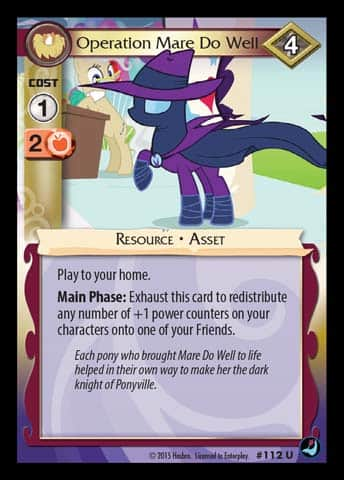 Operation Mare Do Well
4
COST
1
2
RESOURCE • ASSET
Play to your home.
Main Phase: Exhaust this card to redistribute
any number of +1 power counters on your
characters onto one of your Friends.
Each pony who brought Mare Do Well to life
helped in their own way to make her the dark
knight of Ponyville.
© 2015 Hasbro. Licensed to Enterplay. #112 U